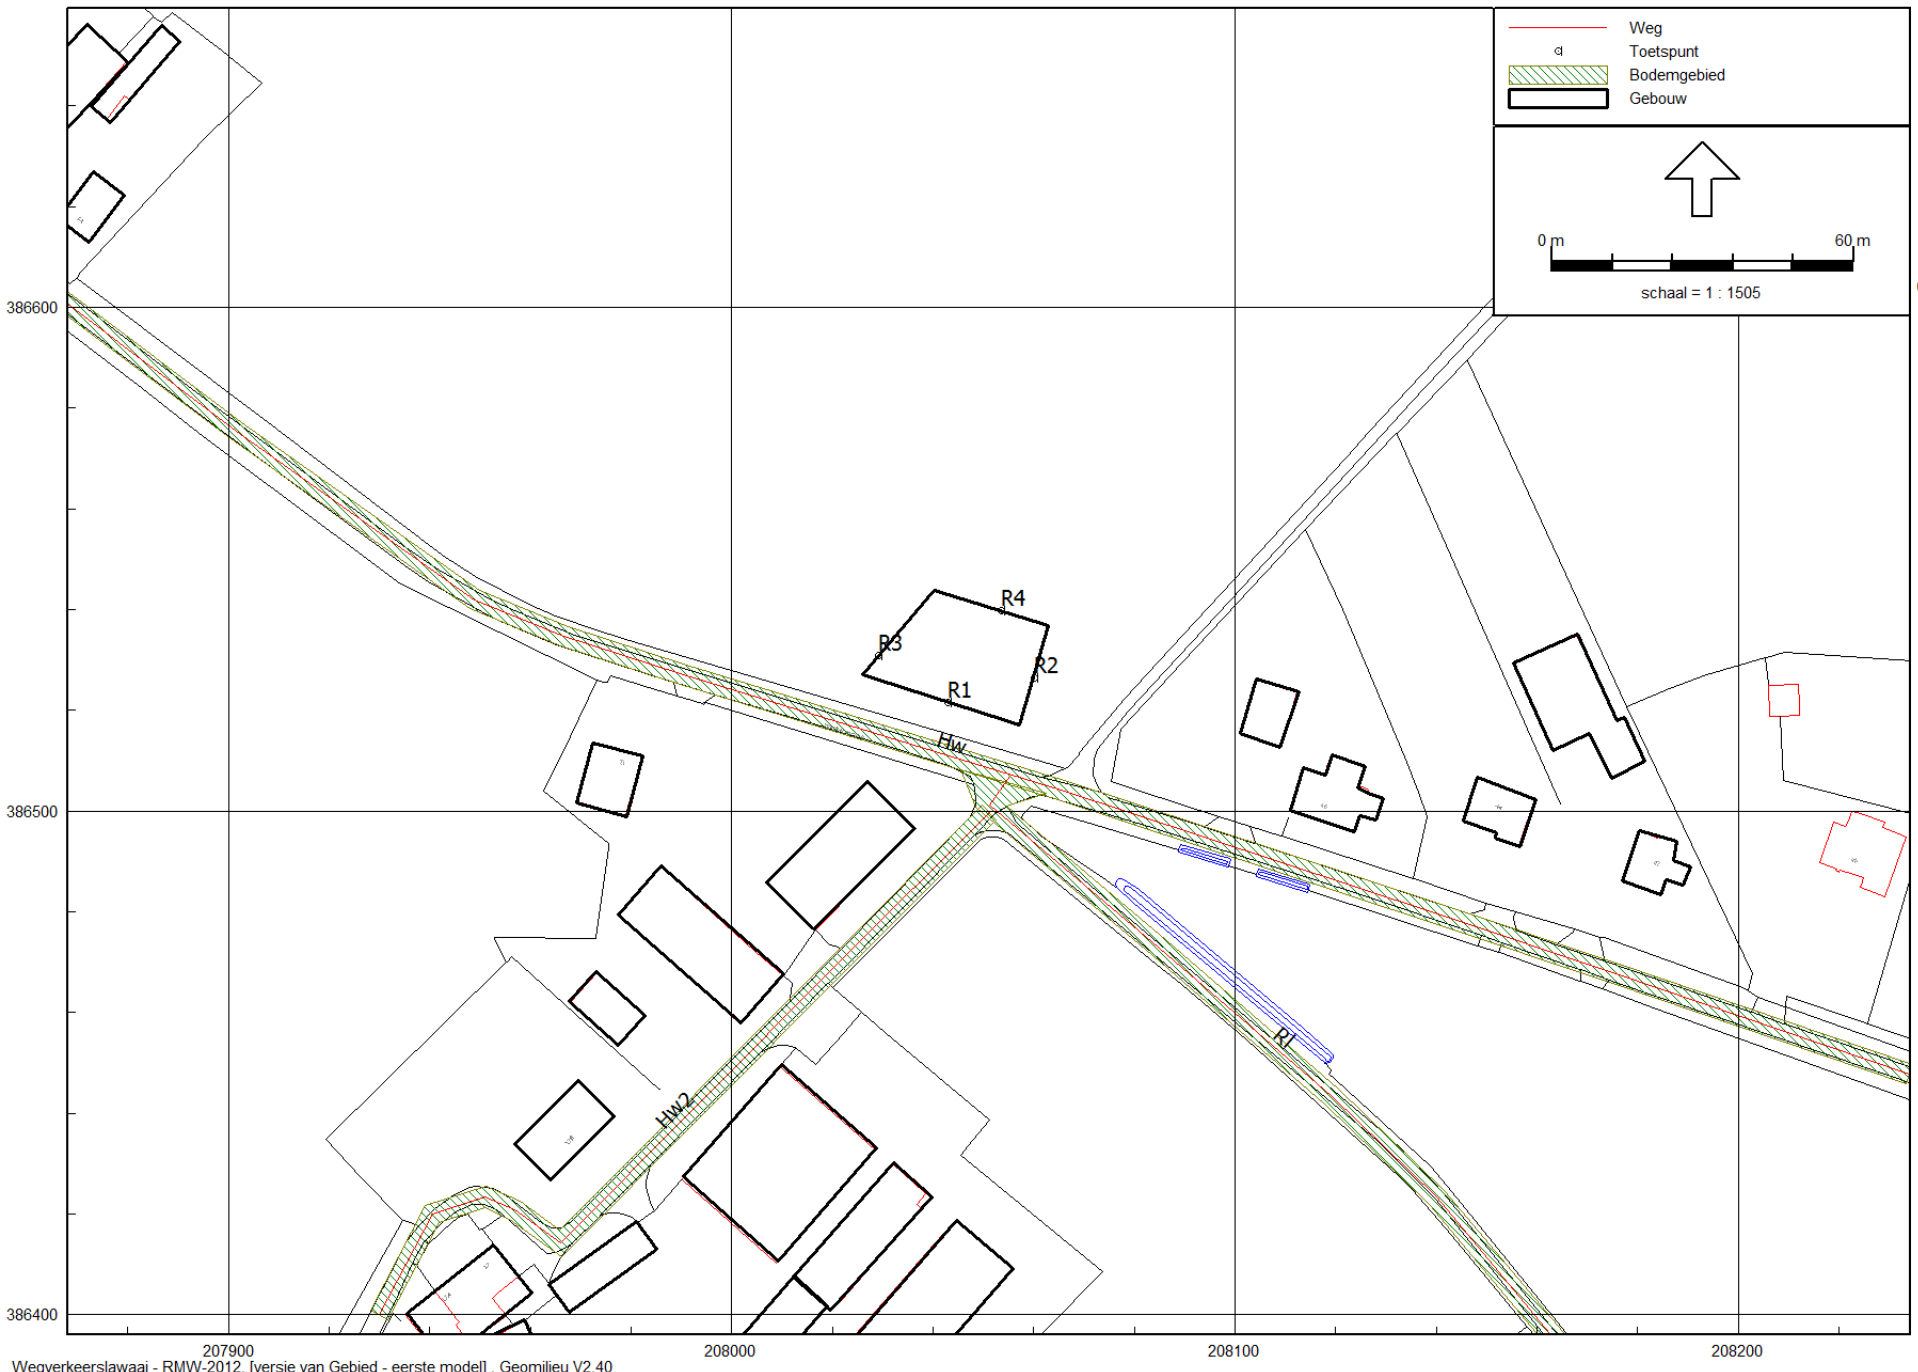 Weg
Toetspunt
Bodemgebied
Gebouw
0 m
60 m
schaal = 1 : 1505
386600
R4
R3
R2
R1
Hw
386500
Rl
Hw2
386400
207900
208000
208100
208200
Wegverkeerslawaai - RMW-2012, [versie van Gebied - eerste model] , Geomilieu V2.40